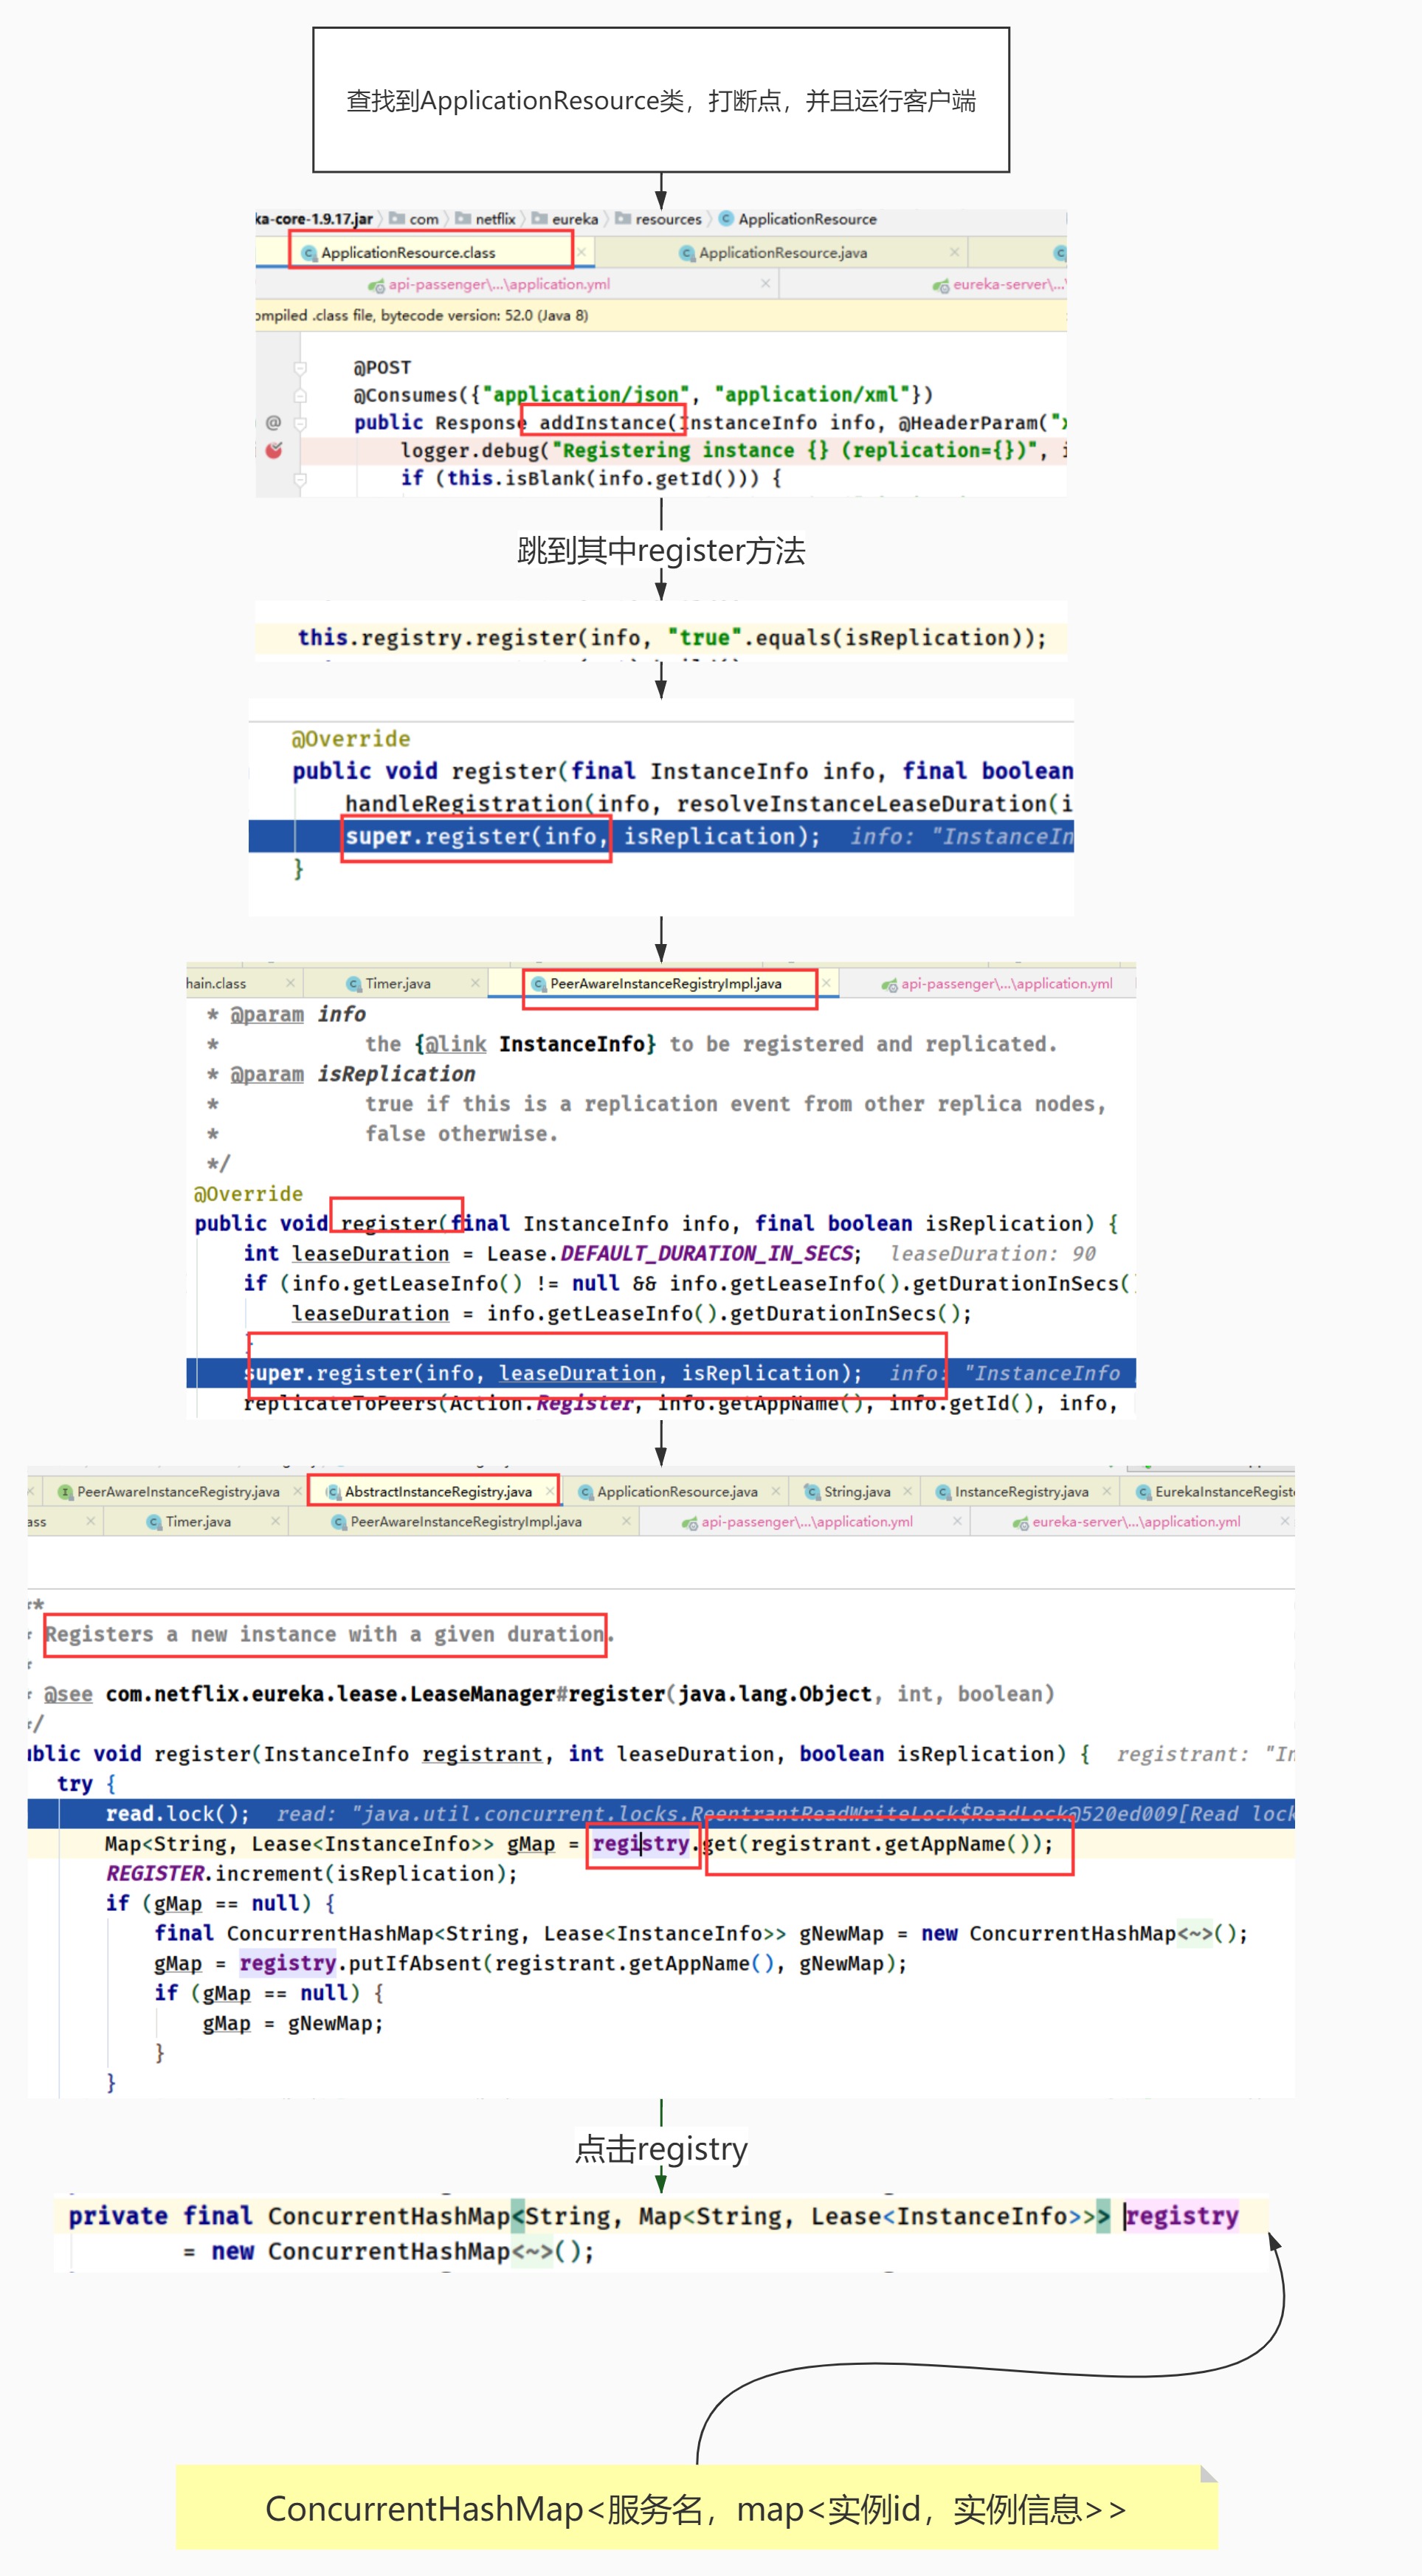 查找到ApplicationResource类，打断点，并且运行客户端
ka-core-1.9.17.jar com netflix eureka resources ApplicationResource
ApplicationResource.class ApplicationResource.java
api-passenger\...\application.yml eureka-server\...\
ompiled .class file, bytecode version: 52.0 (Java 8)
@POST
@Consumes({"application/json", "application/xml"})
public Response addInstance(InstanceInfo info, @HeaderParam("x
logger.debug("Registering instance {} (replication={})", i
if (this.isBlank(info.getId())) {
跳到其中register方法
this.registry.register(info, "true".equals(isReplication));
@Override
public void register(final InstanceInfo info, final boolean
handleRegistration(info, resolveInstanceLeaseDuration(i
super.register(info, isReplication); info: "InstanceIn
}
hain.class Timer.java PeerAwareInstanceRegistryImpl.java api-passenger\...\application.yml
* @param info
* the {@link InstanceInfo} to be registered and replicated.
* @param isReplication
* true if this is a replication event from other replica nodes,
* false otherwise.
*/
@Override
public void register(final InstanceInfo info, final boolean isReplication) {
int leaseDuration = Lease.DEFAULT_DURATION_IN_SECS; leaseDuration: 90
if (info.getLeaseInfo() != null && info.getLeaseInfo().getDurationInSecs()
leaseDuration = info.getLeaseInfo().getDurationInSecs();
}
super.register(info, leaseDuration, isReplication); info: "InstanceInfo
replicateToPeers(Action.Register, info.getAppName(), info.getId(), info,
PeerAwareInstanceRegistry.java AbstractInstanceRegistry.java ApplicationResource.java String.java InstanceRegistry.java EurekaInstanceRegist
ass Timer.java PeerAwareInstanceRegistryImpl.java api-passenger\...\application.yml eureka-server\...\application.yml
**
* Registers a new instance with a given duration.
*
* @see com.netflix.eureka.lease.LeaseManager#register(java.lang.Object, int, boolean)
*/
ublic void register(InstanceInfo registrant, int leaseDuration, boolean isReplication) { registrant: "In
try {
read.lock(); read: "java.util.concurrent.locks.ReentrantReadWriteLock$ReadLock@520ed009[Read lock
Map<String, Lease<InstanceInfo>> gMap = registry.get(registrant.getAppName());
REGISTER.increment(isReplication);
if (gMap == null) {
final ConcurrentHashMap<String, Lease<InstanceInfo>> gNewMap = new ConcurrentHashMap<~>();
gMap = registry.putIfAbsent(registrant.getAppName(), gNewMap);
if (gMap == null) {
gMap = gNewMap;
}
}
点击registry
private final ConcurrentHashMap<String, Map<String, Lease<InstanceInfo>>> registry
= new ConcurrentHashMap<~>();
ConcurrentHashMap<服务名，map<实例id，实例信息>>